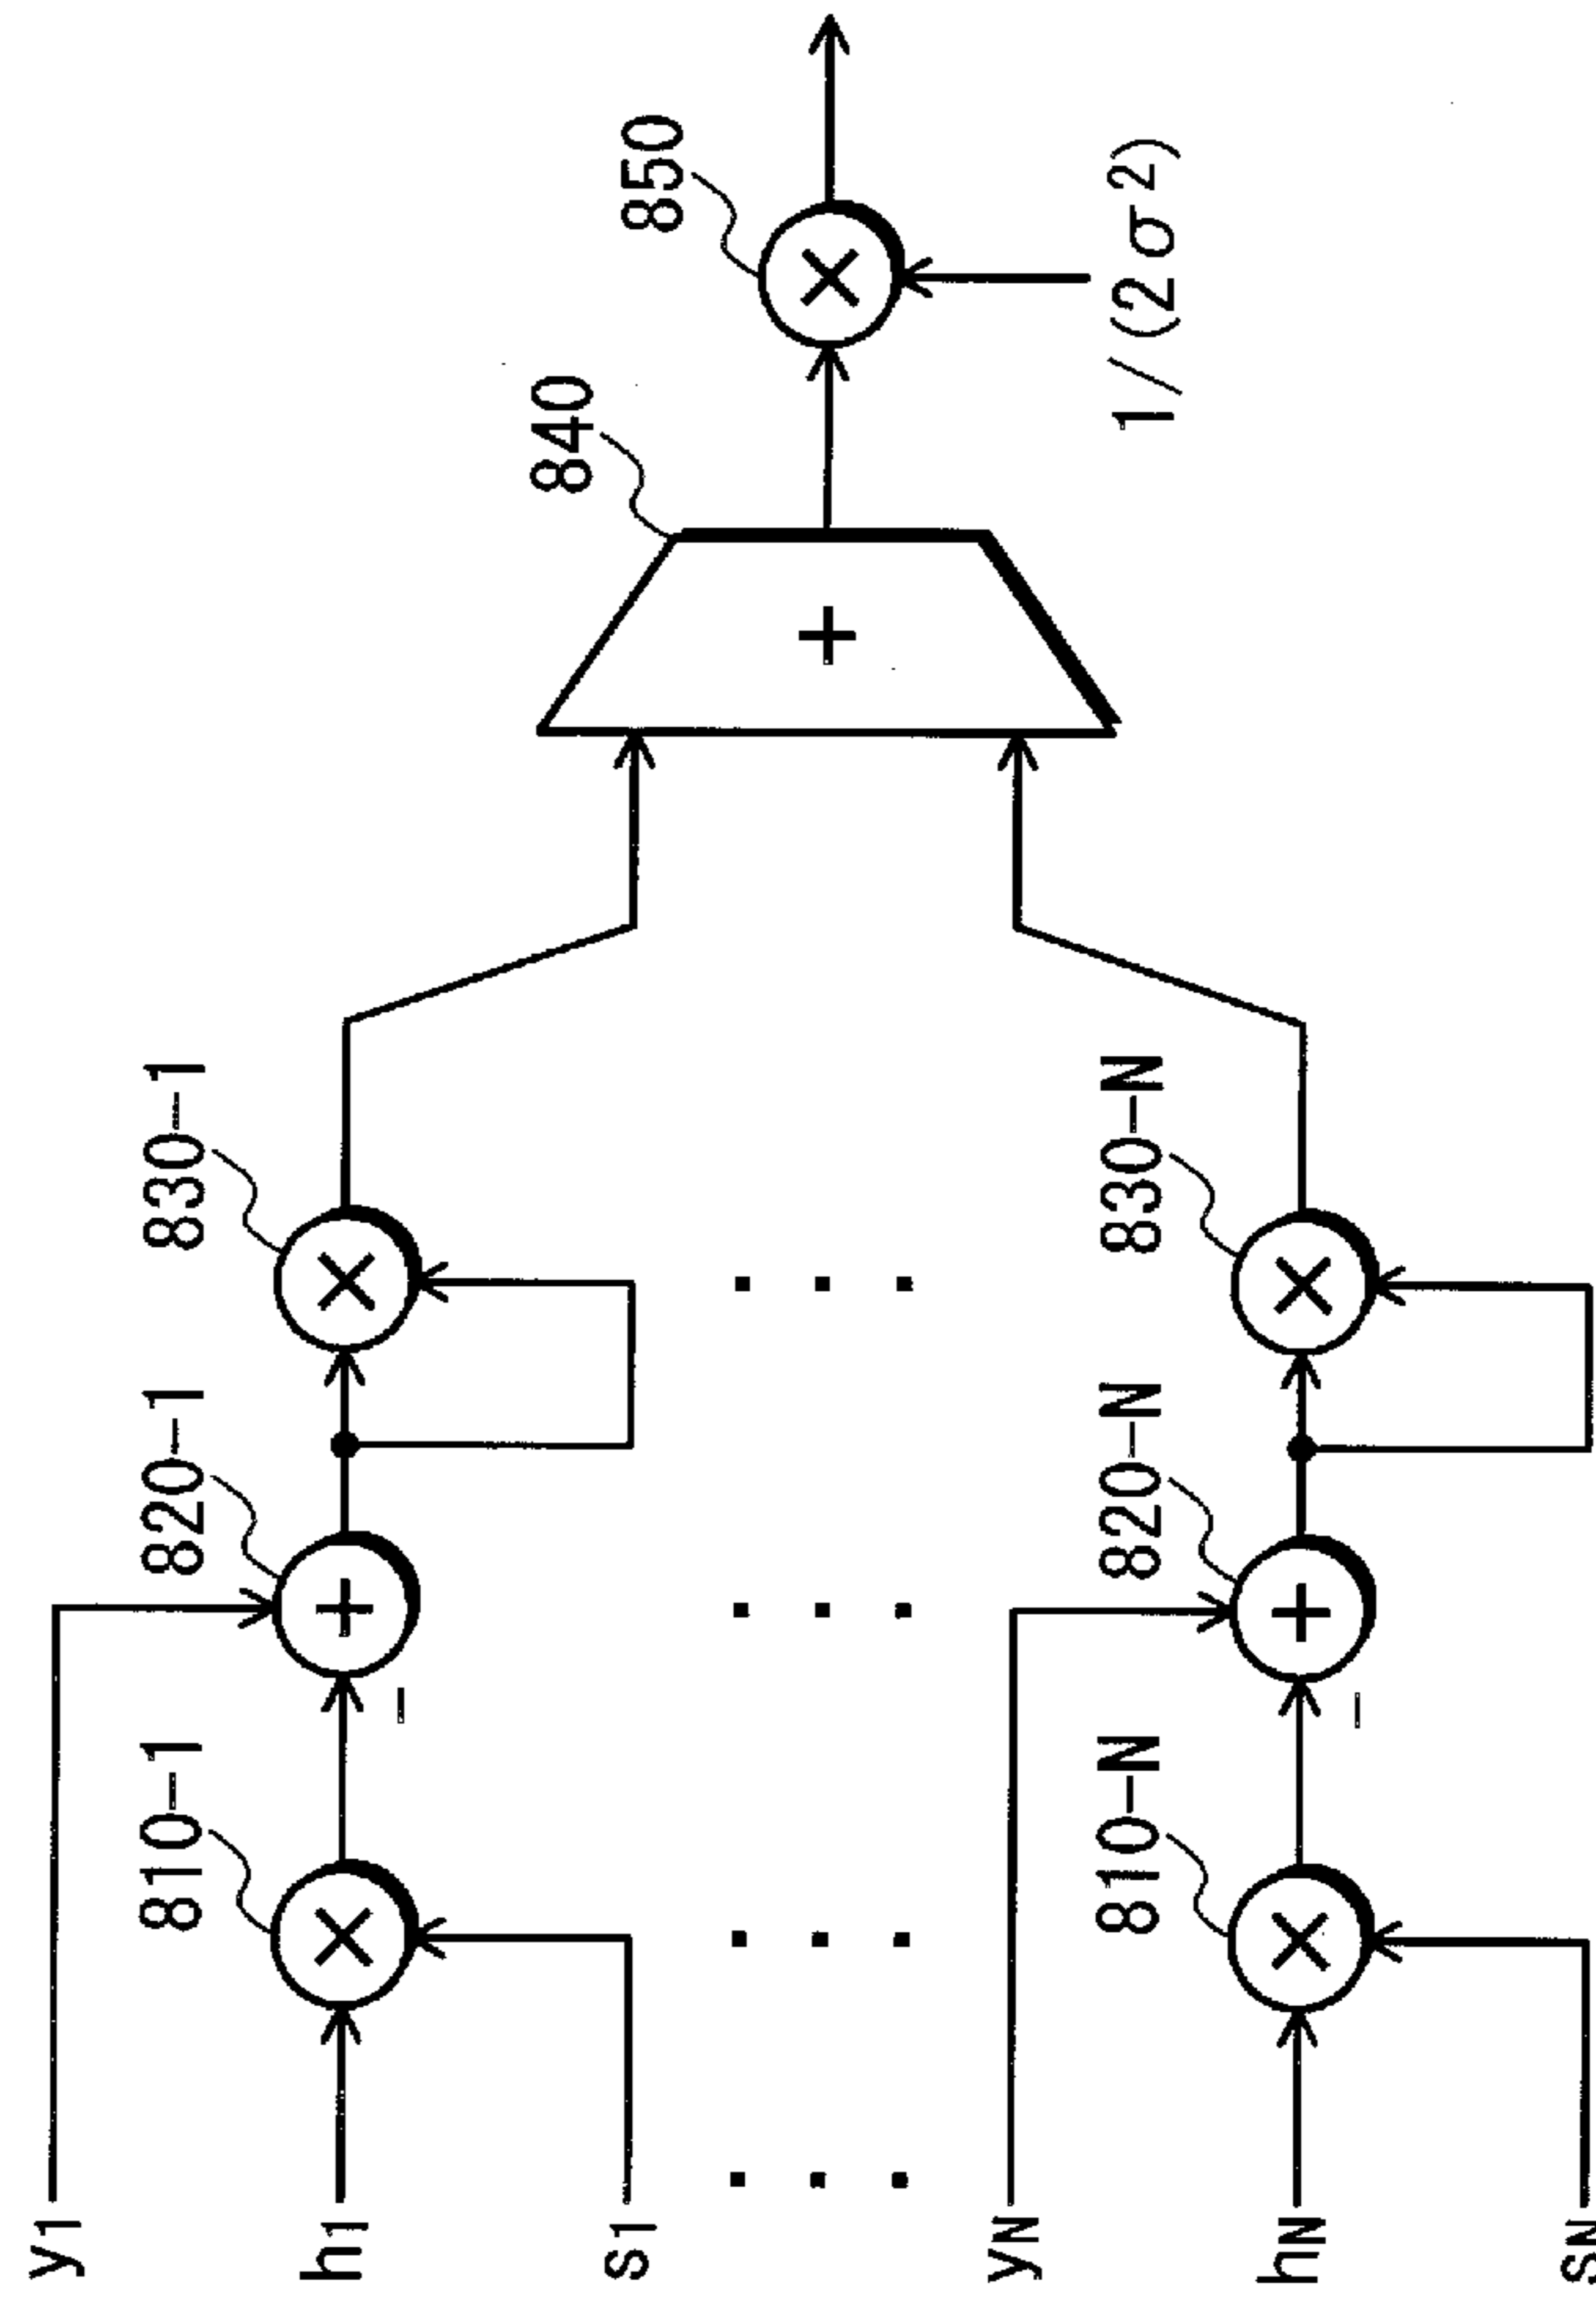 y1
h1
s1
810-1
820-1
830-1
840
850
1/(2σ²)
yN
hN
sN
810-N
820-N
830-N
+
+
+
×
×
×
×
×
−
−